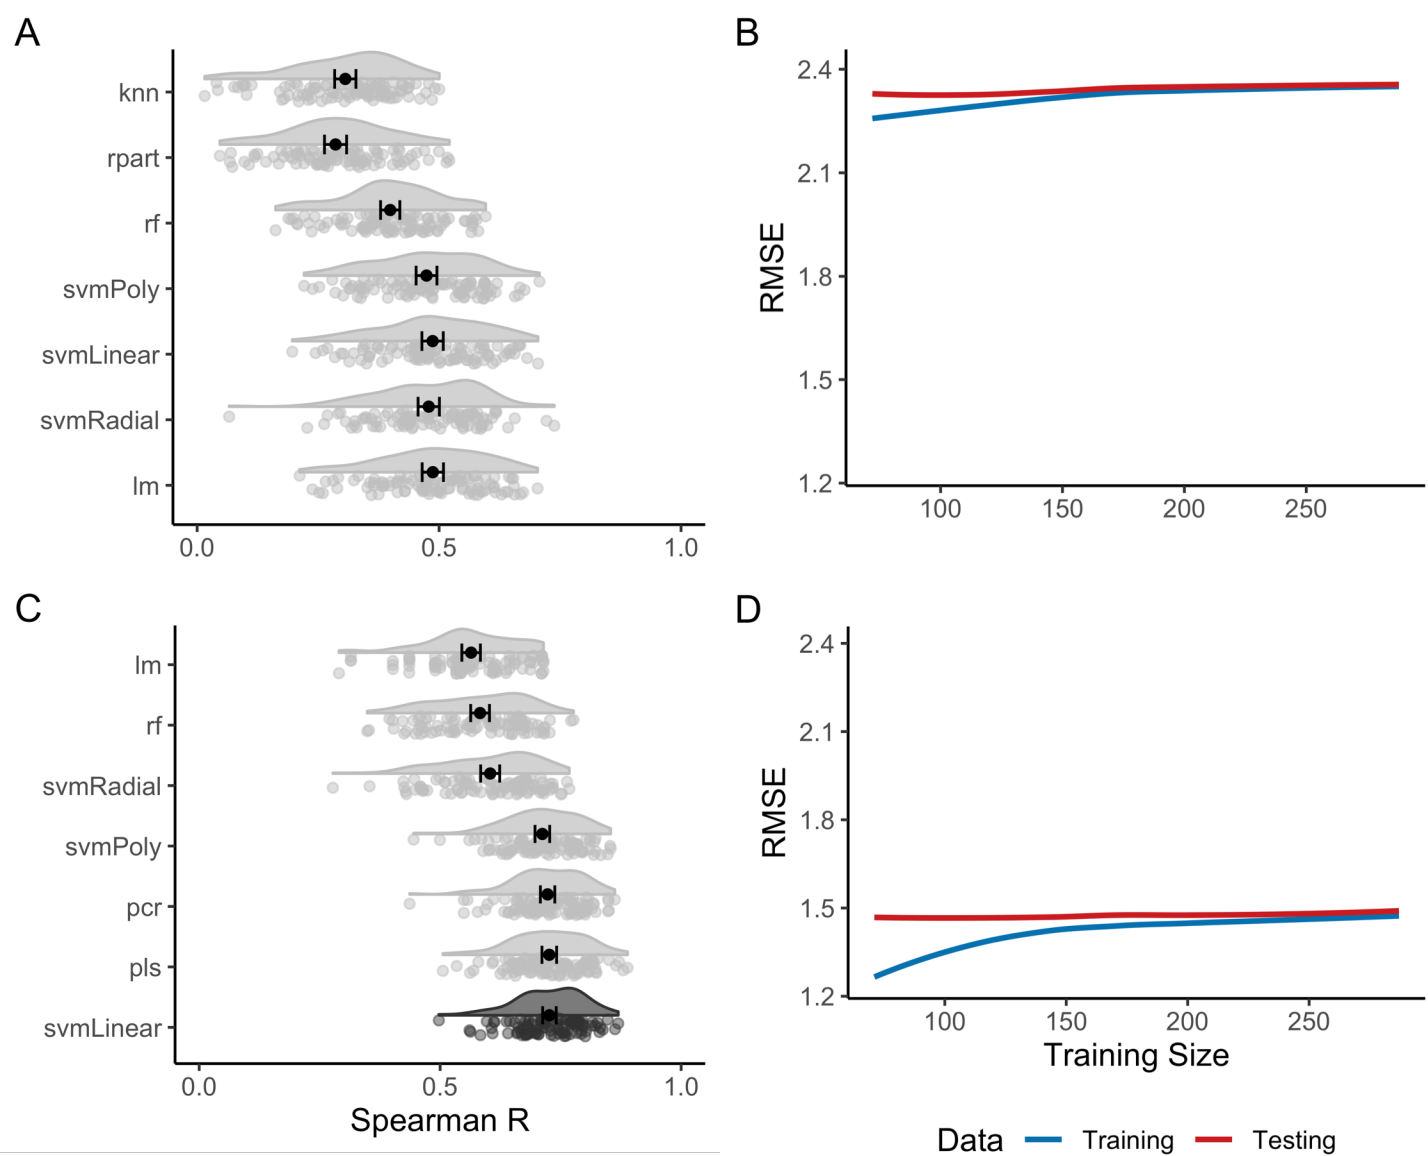 A
knn
rpart
rf
svmPoly
svmLinear
svmRadial
lm
0.0 0.5 1.0
B
RMSE
2.4
2.1
1.8
1.5
1.2
100 150 200 250
C
lm
rf
svmRadial
svmPoly
pcr
pls
svmLinear
0.0 0.5 1.0
Spearman R
D
RMSE
2.4
2.1
1.8
1.5
1.2
100 150 200 250
Training Size
Data Training Testing